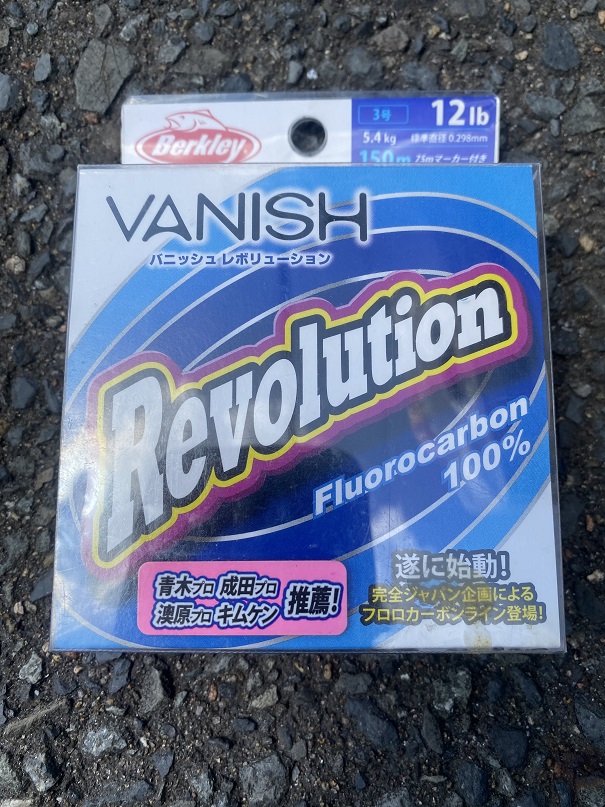 Berkley
3号
12lb
5.4kg
標準直径 0.298mm
150m
75mマーカー付き
VANISH
バニッシュ レボリューション
Revolution
Fluorocarbon
100%
青木プロ 成田プロ
澳原プロ キムケン
推薦!
遂に始動!
完全ジャパン企画による
フロロカーボンライン登場!